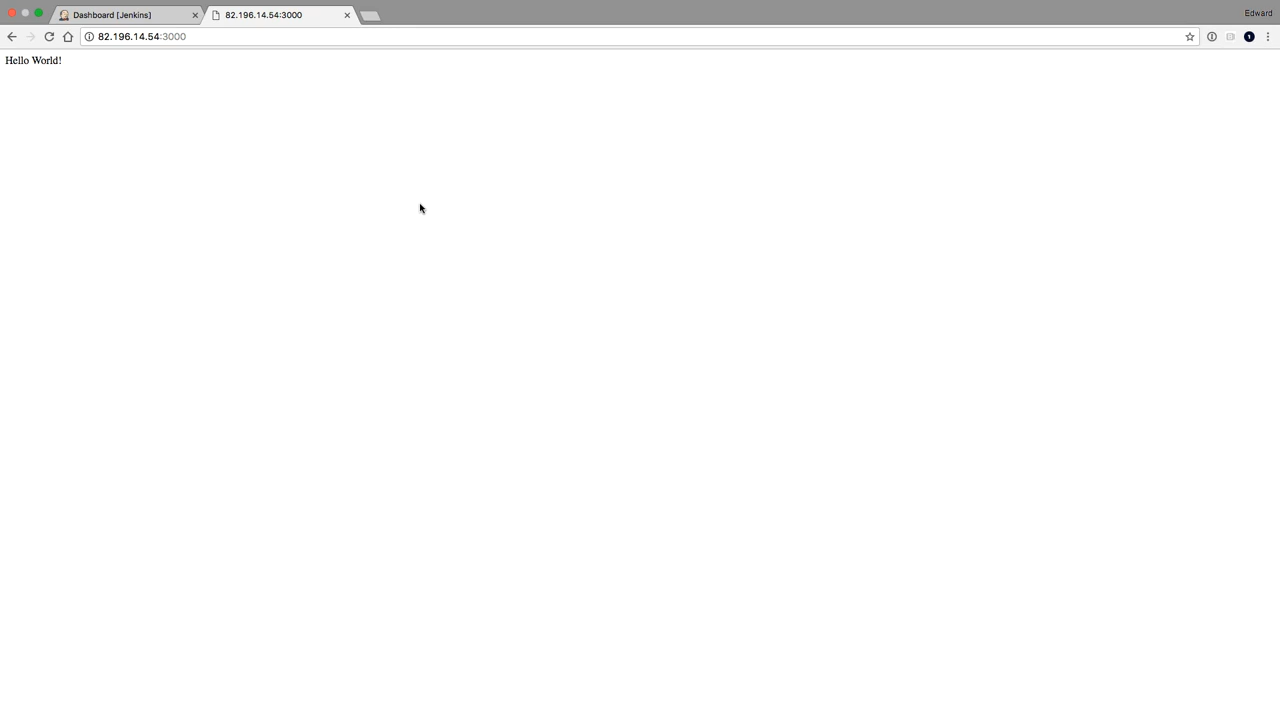 Dashboard [Jenkins]
82.196.14.54:3000
Edward
82.196.14.54:3000
Hello World!